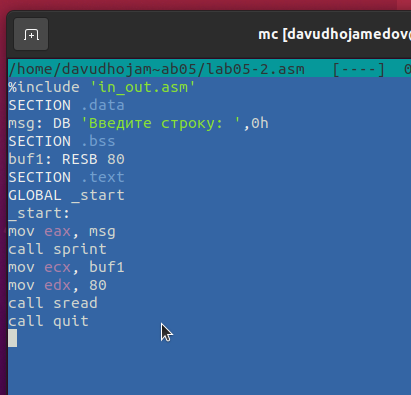 mc [davudhojamedov@
/home/davudhojam~ab05/lab05-2.asm [----] 0
%include 'in_out.asm'
SECTION .data
msg: DB 'Введите строку: ',0h
SECTION .bss
buf1: RESB 80
SECTION .text
GLOBAL _start
_start:
mov eax, msg
call sprint
mov ecx, buf1
mov edx, 80
call sread
call quit